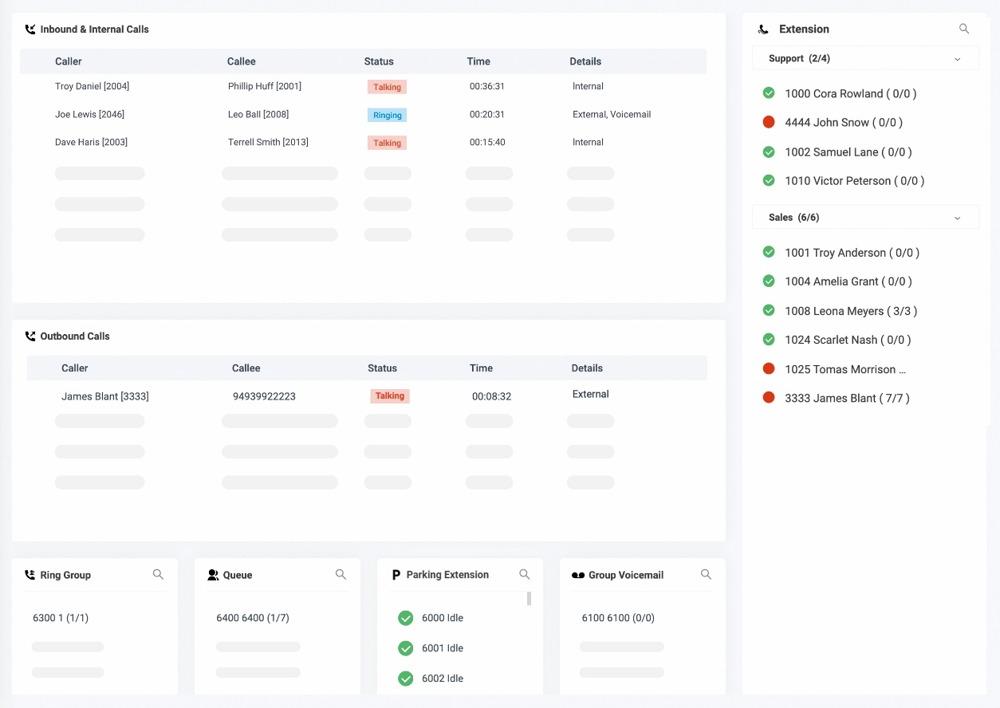 Inbound & Internal Calls
Caller Callee Status Time Details
Troy Daniel [2004] Phillip Huff [2001] Talking 00:36:31 Internal
Joe Lewis [2046] Leo Ball [2008] Ringing 00:20:31 External, Voicemail
Dave Haris [2003] Terrell Smith [2013] Talking 00:15:40 Internal
Outbound Calls
Caller Callee Status Time Details
James Blant [3333] 94939922223 Talking 00:08:32 External
Ring Group
6300 1 (1/1)
Queue
6400 6400 (1/7)
P Parking Extension
6000 Idle
6001 Idle
6002 Idle
Group Voicemail
6100 6100 (0/0)
Extension
Support (2/4)
1000 Cora Rowland ( 0/0 )
4444 John Snow ( 0/0 )
1002 Samuel Lane ( 0/0 )
1010 Victor Peterson ( 0/0 )
Sales (6/6)
1001 Troy Anderson ( 0/0 )
1004 Amelia Grant ( 0/0 )
1008 Leona Meyers ( 3/3 )
1024 Scarlet Nash ( 0/0 )
1025 Tomas Morrison ...
3333 James Blant ( 7/7 )